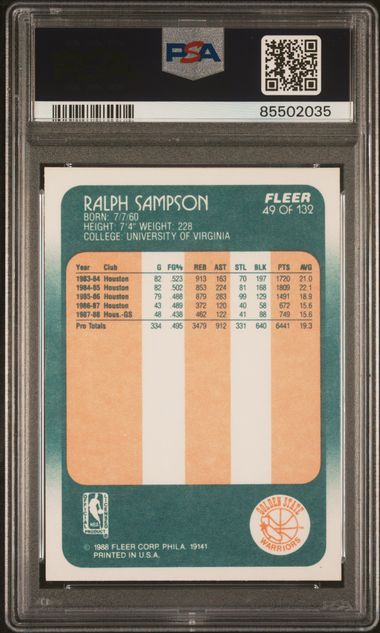 PSA
85502035
RALPH SAMPSON
FLEER
49 OF 132
BORN: 7/7/60
HEIGHT: 7'4" WEIGHT: 228
COLLEGE: UNIVERSITY OF VIRGINIA
Year Club G FG% REB AST STL BLK PTS AVG
1983-84 Houston 82 .523 913 163 70 197 1720 21.0
1984-85 Houston 82 .502 853 224 81 168 1809 22.1
1985-86 Houston 79 .488 879 283 99 129 1491 18.9
1986-87 Houston 43 .489 372 120 40 58 672 15.6
1987-88 Hous.-GS 48 .438 462 122 41 88 749 15.6
Pro Totals 334 .495 3479 912 331 640 6441 19.3
NBA
PRODUCT
GOLDEN STATE
WARRIORS
© 1988 FLEER CORP. PHILA. 19141
PRINTED IN U.S.A.